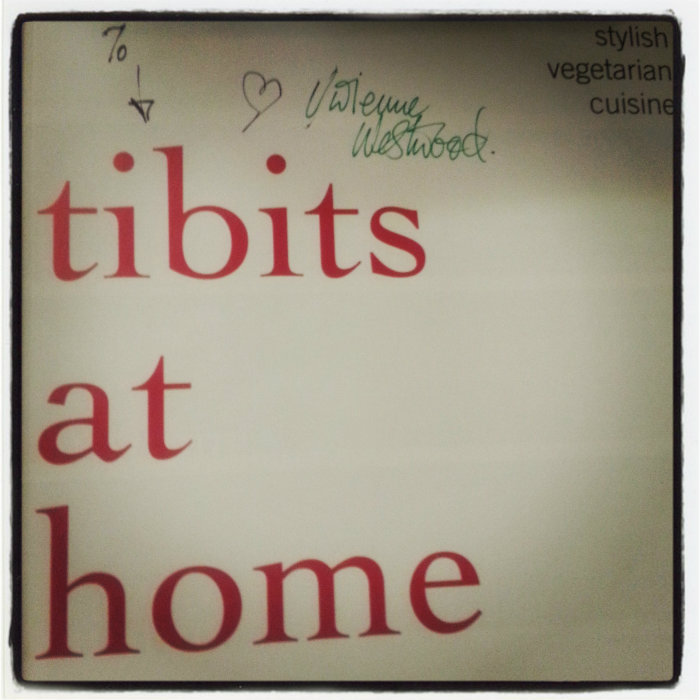 To
Vivienne
Westwood.
stylish
vegetarian
cuisine
tibits
at
home